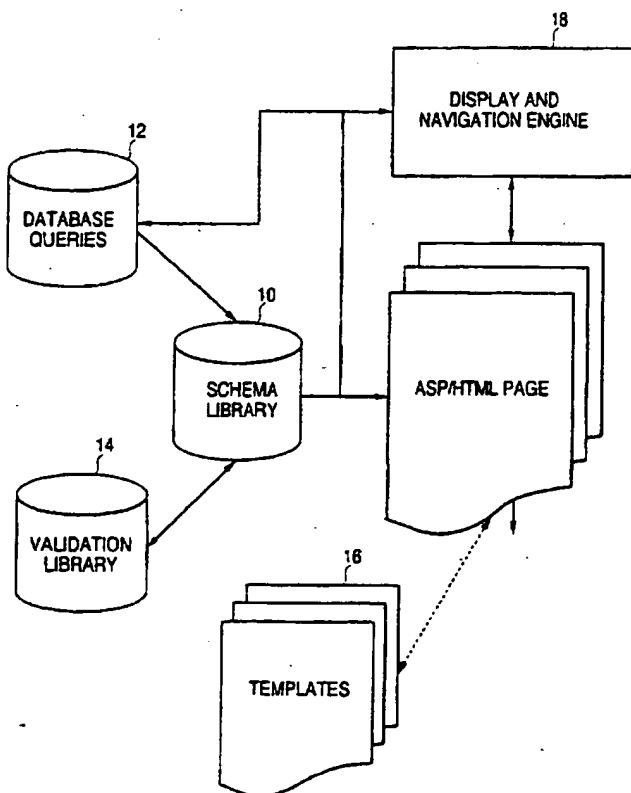 18
DISPLAY AND
NAVIGATION ENGINE
12
DATABASE
QUERIES
10
SCHEMA
LIBRARY
ASP/HTML PAGE
14
VALIDATION
LIBRARY
16
TEMPLATES